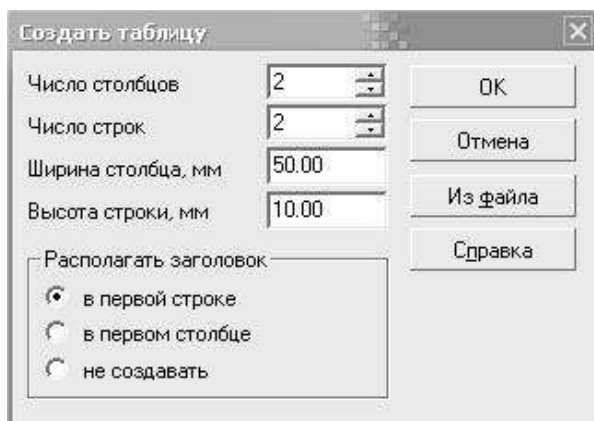 Создать таблицу
Число столбцов 2
Число строк 2
Ширина столбца, мм 50.00
Высота строки, мм 10.00
OK
Отмена
Из файла
Справка
Располагать заголовок
в первой строке
в первом столбце
не создавать